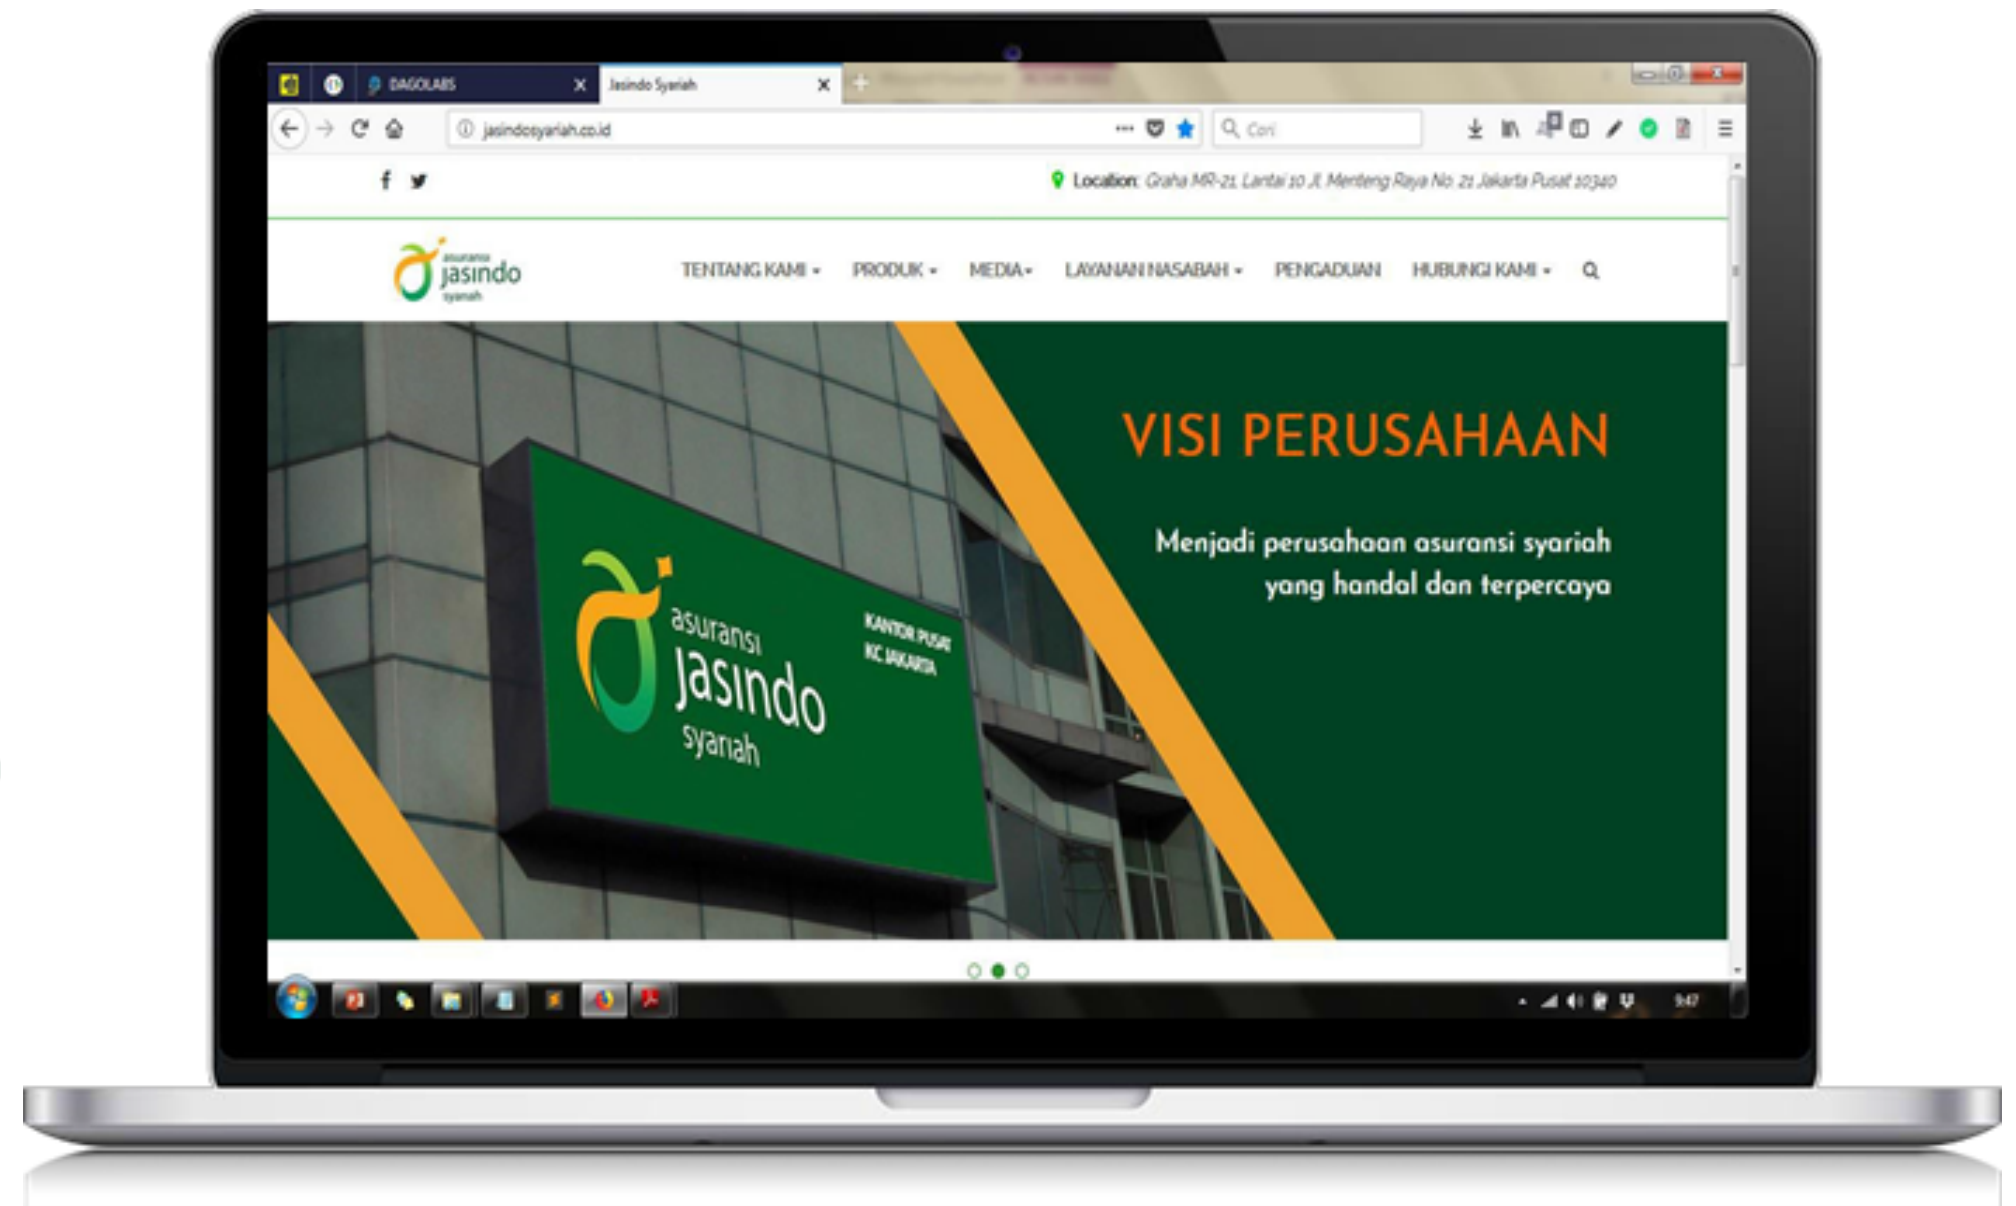 DAGOLABS
Jasindo Syariah
jasindosyariah.co.id
Cari
Location: Graha MR-21, Lantai 10 Jl. Menteng Raya No. 21 Jakarta Pusat 10340
asuransi
jasindo
syariah
TENTANG KAMI
PRODUK
MEDIA
LAYANAN NASABAH
PENGADUAN
HUBUNGI KAMI
VISI PERUSAHAAN
Menjadi perusahaan asuransi syariah
yang handal dan terpercaya
asuransi
jasindo
syariah
KANTOR PUSAT
KC JAKARTA
9:47